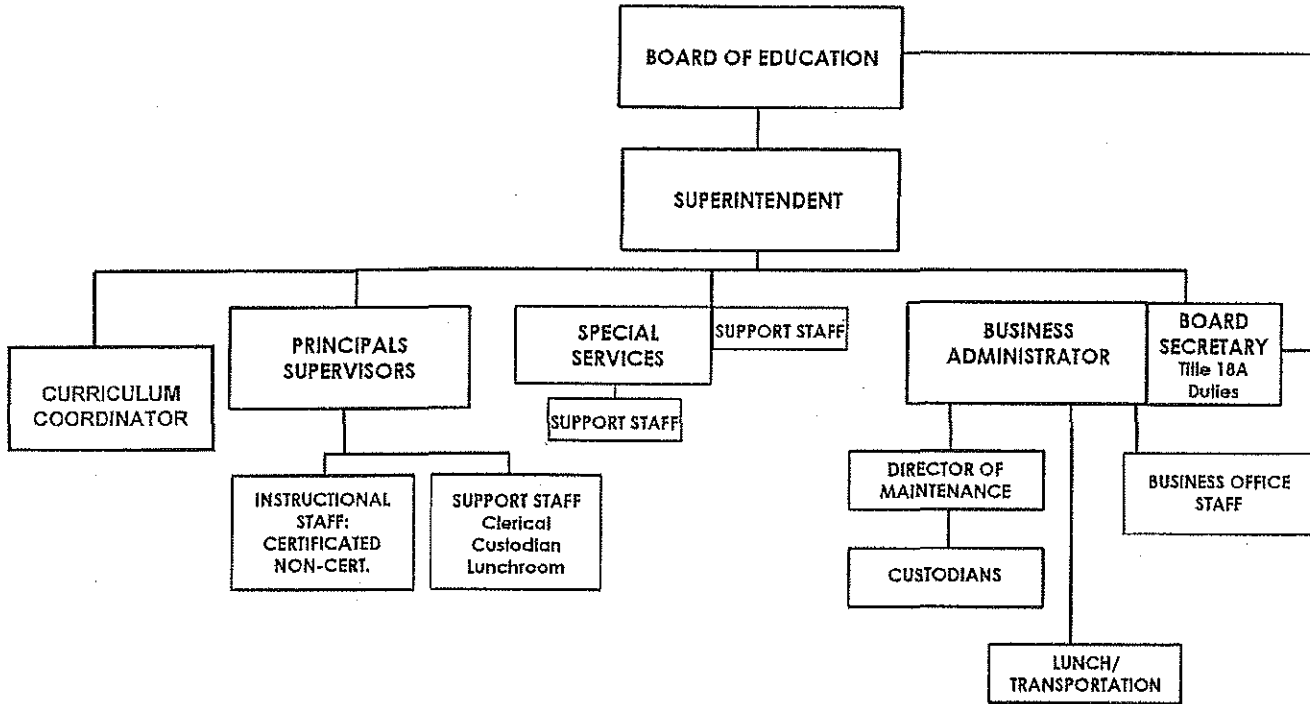 BOARD OF EDUCATION
SUPERINTENDENT
CURRICULUM
COORDINATOR
PRINCIPALS
SUPERVISORS
SPECIAL
SERVICES
SUPPORT STAFF
SUPPORT STAFF
BUSINESS
ADMINISTRATOR
BOARD
SECRETARY
Title 18A
Duties
INSTRUCTIONAL
STAFF:
CERTIFICATED
NON-CERT.
SUPPORT STAFF
Clerical
Custodian
Lunchroom
DIRECTOR OF
MAINTENANCE
CUSTODIANS
BUSINESS OFFICE
STAFF
LUNCH/
TRANSPORTATION